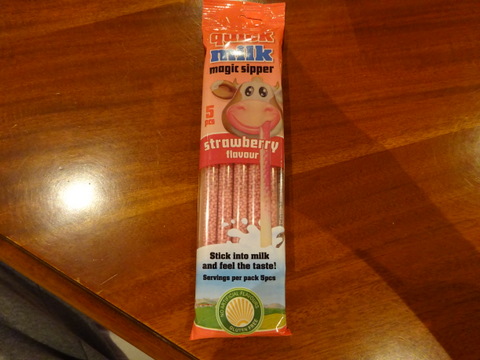 quick
milk
magic sipper
5
pcs
strawberry
flavour
Stick into milk
and feel the taste!
Servings per pack 5pcs
GLUTEN FREE